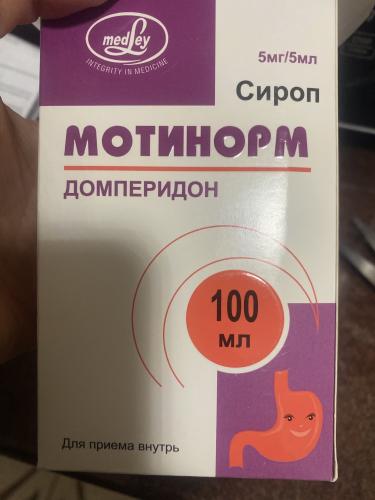 medley
INTEGRITY IN MEDICINE
5мг/5мл
Сироп
МОТИНОРМ
ДОМПЕРИДОН
100
мл
Для приема внутрь